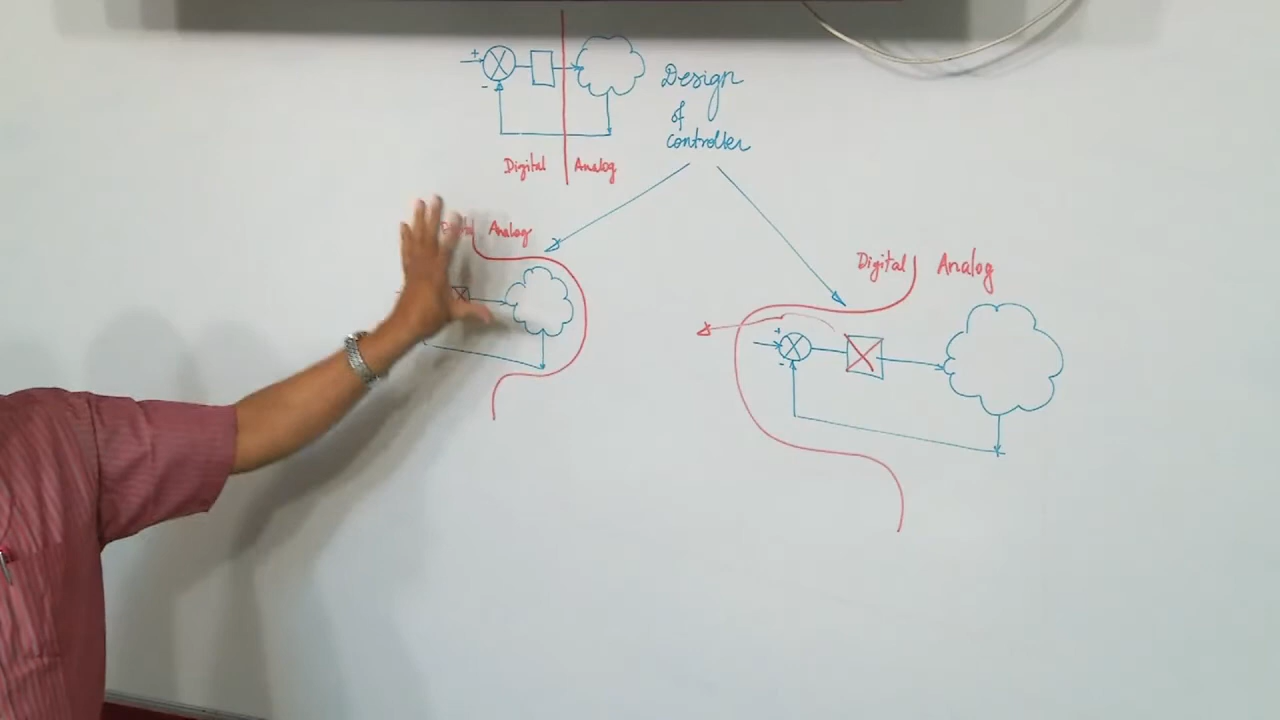 Design
of
Controller
Digital Analog
Analog
Digital Analog